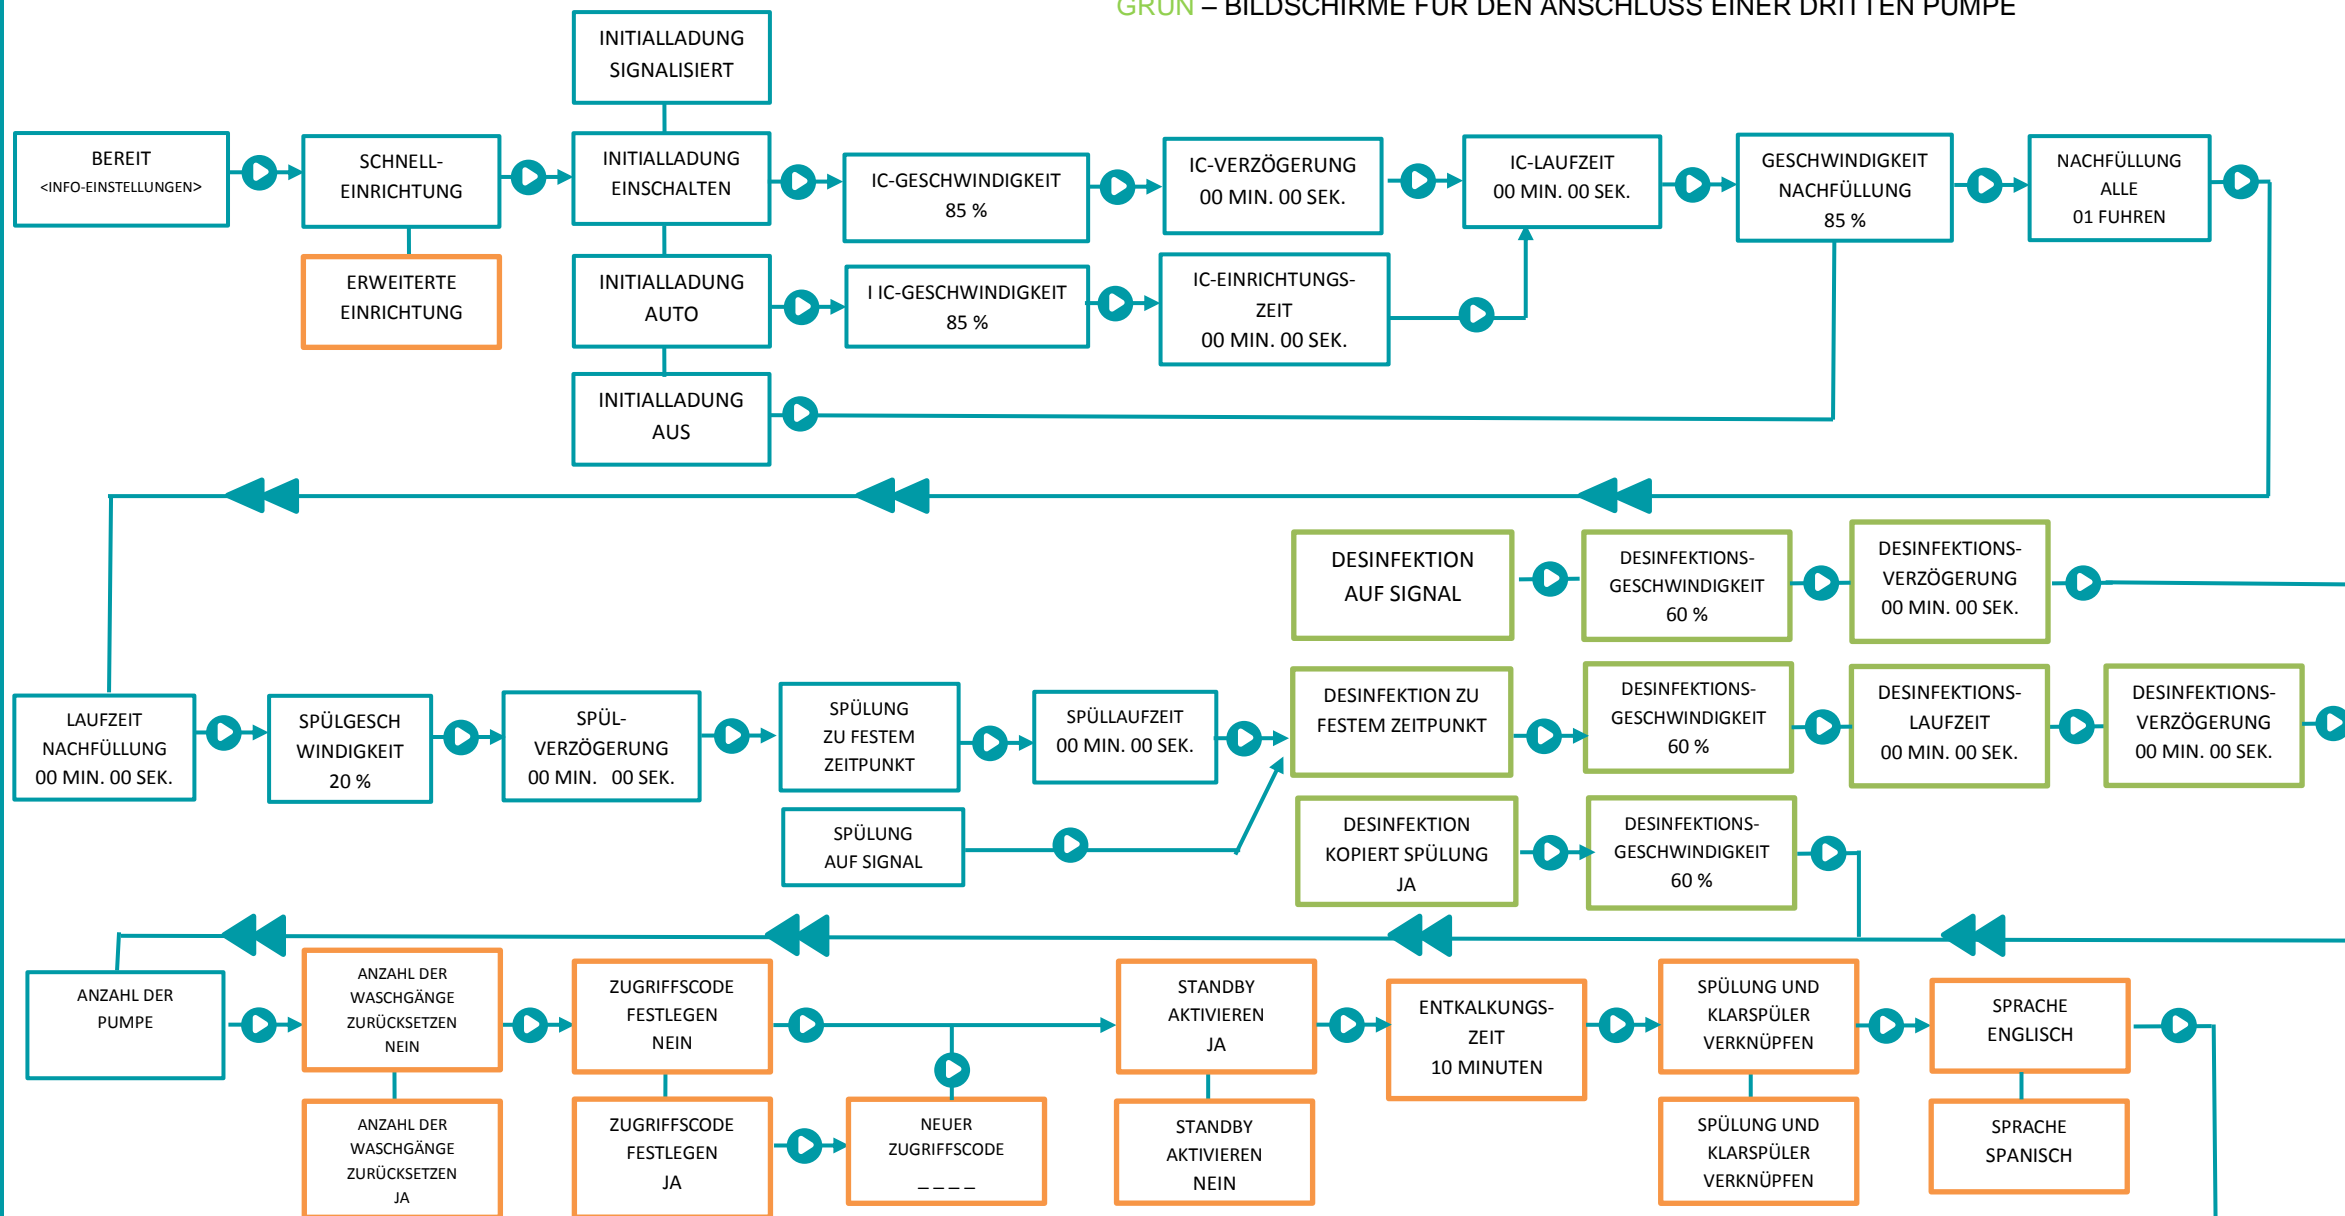 GRÜN – BILDSCHIRME FÜR DEN ANSCHLUSS EINER DRITTEN PUMPE
INITIALLADUNG
SIGNALISIERT
BEREIT
<INFO-EINSTELLUNGEN>
SCHNELL-
EINRICHTUNG
INITIALLADUNG
EINSCHALTEN
IC-GESCHWINDIGKEIT
85 %
IC-VERZÖGERUNG
00 MIN. 00 SEK.
IC-LAUFZEIT
00 MIN. 00 SEK.
GESCHWINDIGKEIT
NACHFÜLLUNG
85 %
NACHFÜLLUNG
ALLE
01 FUHREN
ERWEITERTE
EINRICHTUNG
INITIALLADUNG
AUTO
I IC-GESCHWINDIGKEIT
85 %
IC-EINRICHTUNGS-
ZEIT
00 MIN. 00 SEK.
INITIALLADUNG
AUS
DESINFEKTION
AUF SIGNAL
DESINFEKTIONS-
GESCHWINDIGKEIT
60 %
DESINFEKTIONS-
VERZÖGERUNG
00 MIN. 00 SEK.
LAUFZEIT
NACHFÜLLUNG
00 MIN. 00 SEK.
SPÜLGESCH
WINDIGKEIT
20 %
SPÜL-
VERZÖGERUNG
00 MIN. 00 SEK.
SPÜLUNG
ZU FESTEM
ZEITPUNKT
SPÜLLAUFZEIT
00 MIN. 00 SEK.
DESINFEKTION ZU
FESTEM ZEITPUNKT
DESINFEKTIONS-
GESCHWINDIGKEIT
60 %
DESINFEKTIONS-
LAUFZEIT
00 MIN. 00 SEK.
DESINFEKTIONS-
VERZÖGERUNG
00 MIN. 00 SEK.
SPÜLUNG
AUF SIGNAL
DESINFEKTION
KOPIERT SPÜLUNG
JA
DESINFEKTIONS-
GESCHWINDIGKEIT
60 %
ANZAHL DER
PUMPE
ANZAHL DER
WASCHGÄNGE
ZURÜCKSETZEN
NEIN
ZUGRIFFSCODE
FESTLEGEN
NEIN
STANDBY
AKTIVIEREN
JA
ENTKALKUNGS-
ZEIT
10 MINUTEN
SPÜLUNG UND
KLARSPÜLER
VERKNÜPFEN
SPRACHE
ENGLISCH
ANZAHL DER
WASCHGÄNGE
ZURÜCKSETZEN
JA
ZUGRIFFSCODE
FESTLEGEN
JA
NEUER
ZUGRIFFSCODE
_ _ _ _
STANDBY
AKTIVIEREN
NEIN
SPÜLUNG UND
KLARSPÜLER
VERKNÜPFEN
SPRACHE
SPANISCH